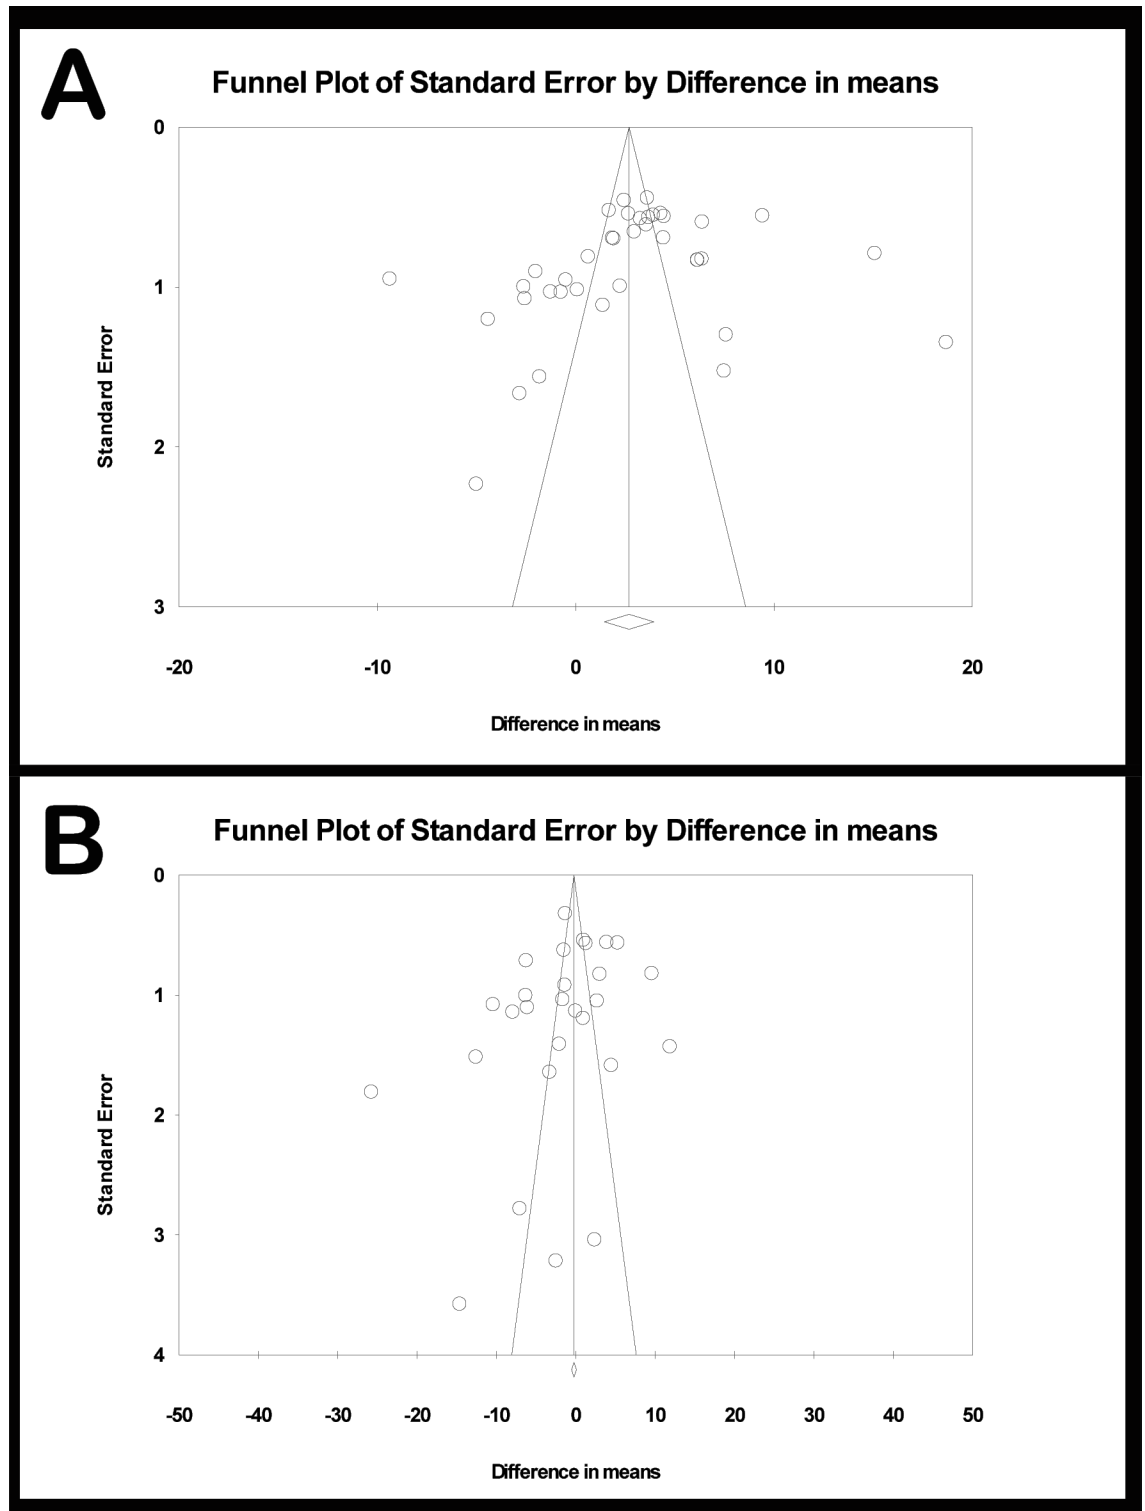 A
Funnel Plot of Standard Error by Difference in means
0
1
2
3
Standard Error
-20 -10 0 10 20
Difference in means
B
Funnel Plot of Standard Error by Difference in means
0
1
2
3
4
Standard Error
-50 -40 -30 -20 -10 0 10 20 30 40 50
Difference in means